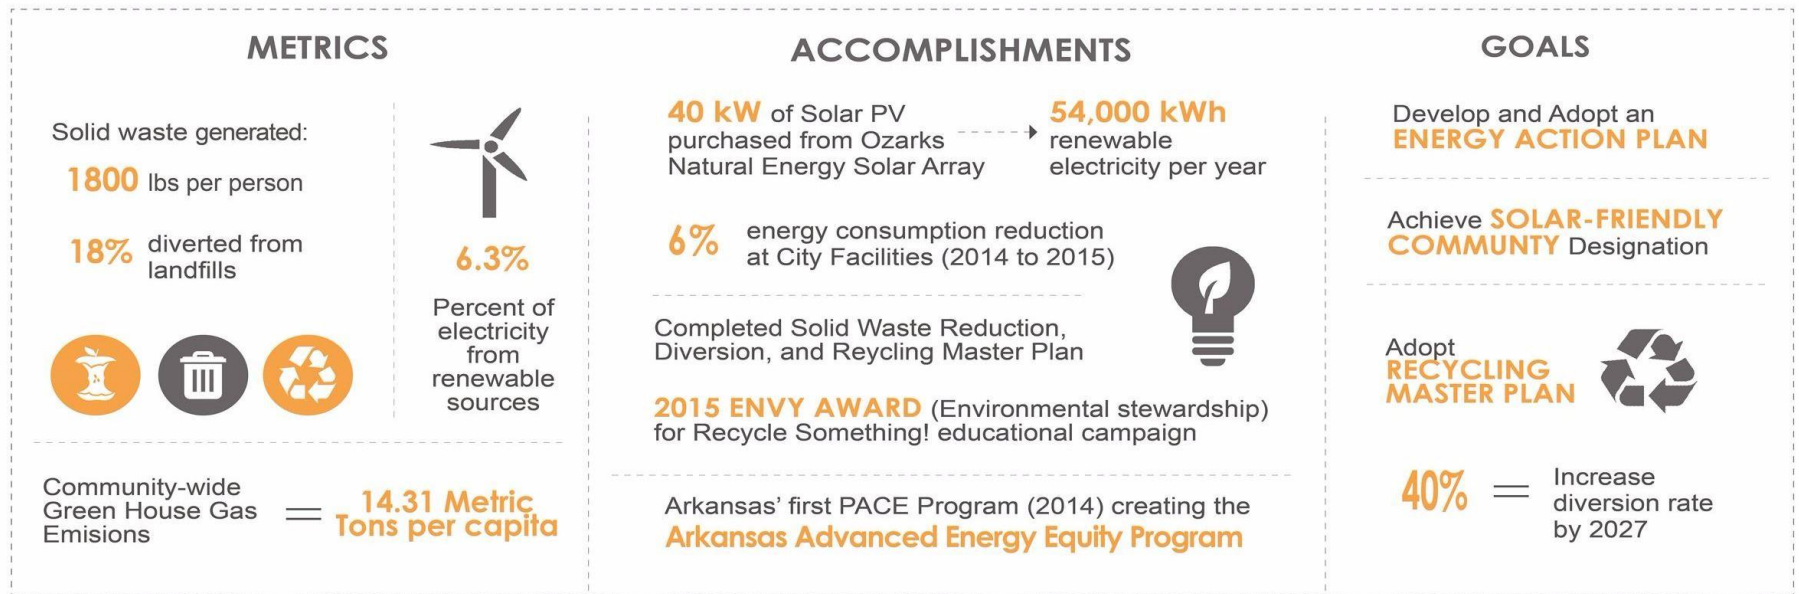 METRICS
Solid waste generated:
1800 lbs per person
18% diverted from
landfills
6.3%
Percent of
electricity
from
renewable
sources
Community-wide
Green House Gas
Emisions
=
14.31 Metric
Tons per capita
ACCOMPLISHMENTS
40 kW of Solar PV
purchased from Ozarks
Natural Energy Solar Array
54,000 kWh
renewable
electricity per year
6% energy consumption reduction
at City Facilities (2014 to 2015)
Completed Solid Waste Reduction,
Diversion, and Reycling Master Plan
2015 ENVY AWARD (Environmental stewardship)
for Recycle Something! educational campaign
Arkansas' first PACE Program (2014) creating the
Arkansas Advanced Energy Equity Program
GOALS
Develop and Adopt an
ENERGY ACTION PLAN
Achieve SOLAR-FRIENDLY
COMMUNTY Designation
Adopt
RECYCLING
MASTER PLAN
40% = Increase
diversion rate
by 2027